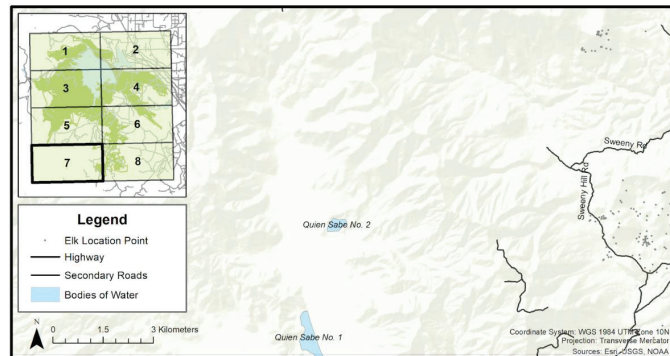 1
2
3
4
5
6
7
8
Sweeny Rd
Sweeny Hill Rd
Legend
Elk Location Point
Highway
Secondary Roads
Bodies of Water
Quien Sabe No. 2
N
0 1.5 3 Kilometers
Quien Sabe No. 1
Coordinate System: WGS 1984 UTM Zone 10N
Projection: Transverse Mercator
Sources: Esri, USGS, NOAA